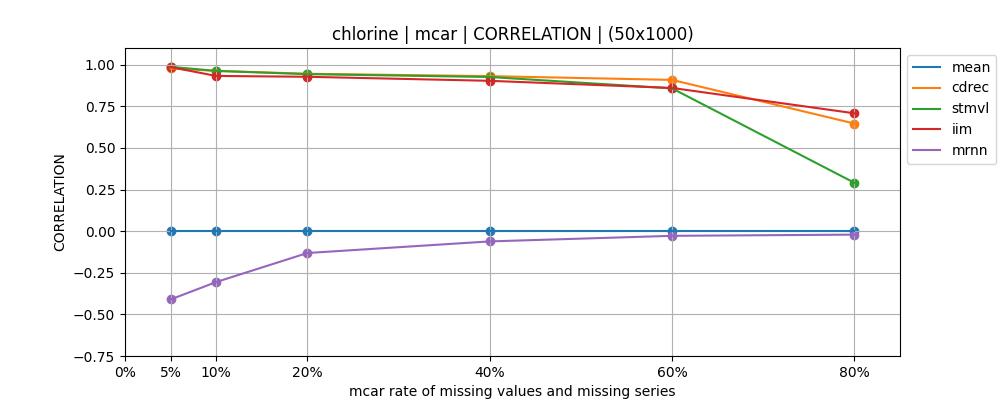 chlorine | mcar | CORRELATION | (50x1000)
CORRELATION
1.00
0.75
0.50
0.25
0.00
−0.25
−0.50
−0.75
0% 5% 10% 20% 40% 60% 80%
mcar rate of missing values and missing series
mean
cdrec
stmvl
iim
mrnn